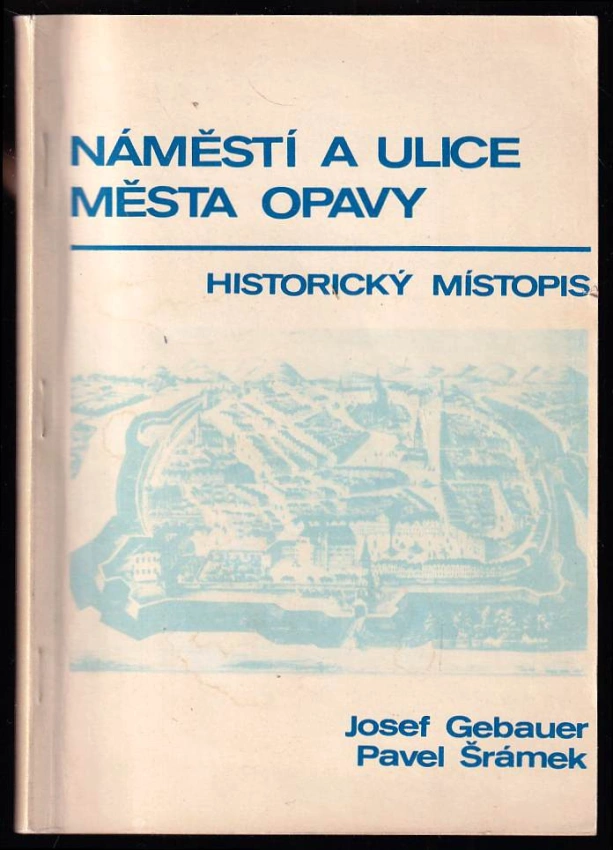 NÁMĚSTÍ A ULICE
MĚSTA OPAVY
HISTORICKÝ MÍSTOPIS
Josef Gebauer
Pavel Šrámek